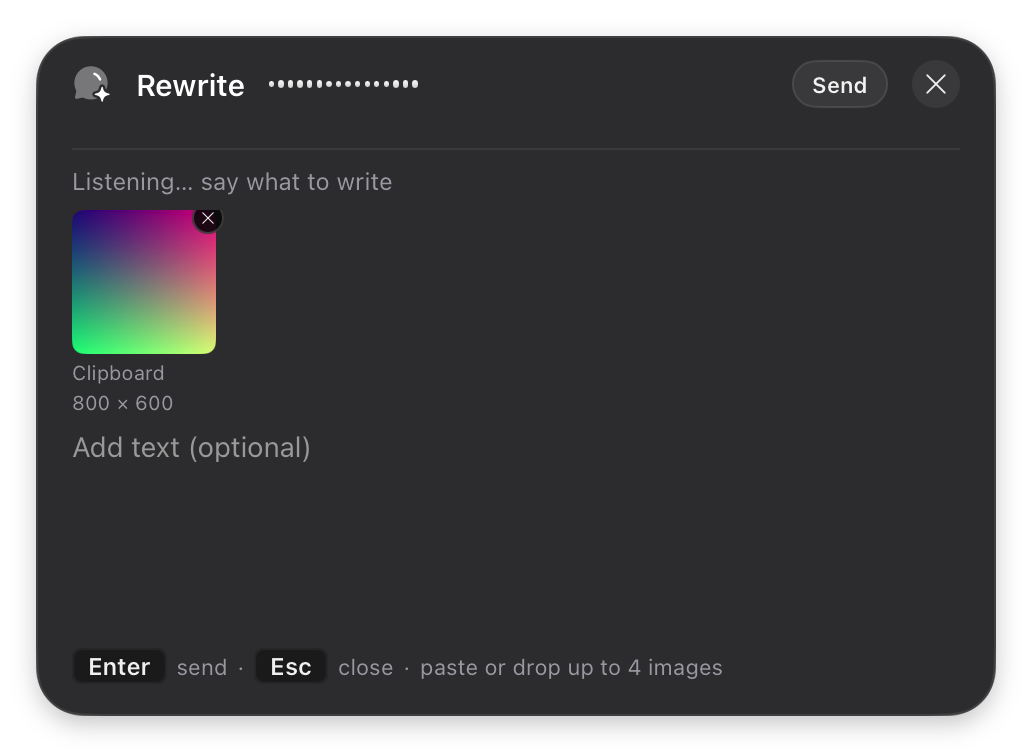 Rewrite
Send
Listening... say what to write
Clipboard
800 × 600
Add text (optional)
Enter send · Esc close · paste or drop up to 4 images